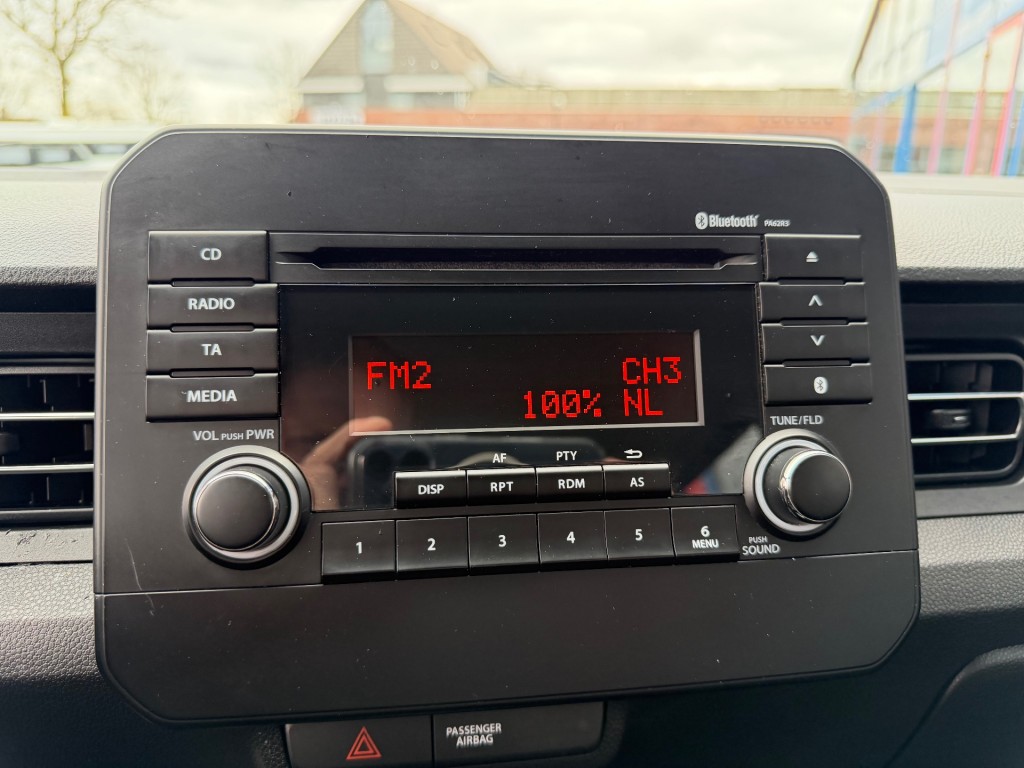 Bluetooth PA62R3
CD
RADIO
TA
MEDIA
FM2 CH3
100% NL
VOL PUSH PWR
TUNE/FLD
AF PTY
DISP RPT RDM AS
1 2 3 4 5 6
MENU
PUSH
SOUND
PASSENGER
AIRBAG